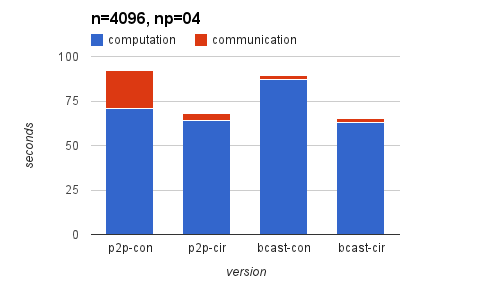 n=4096, np=04
computation communication
100
75
50
25
0
seconds
p2p-con p2p-cir bcast-con bcast-cir
version